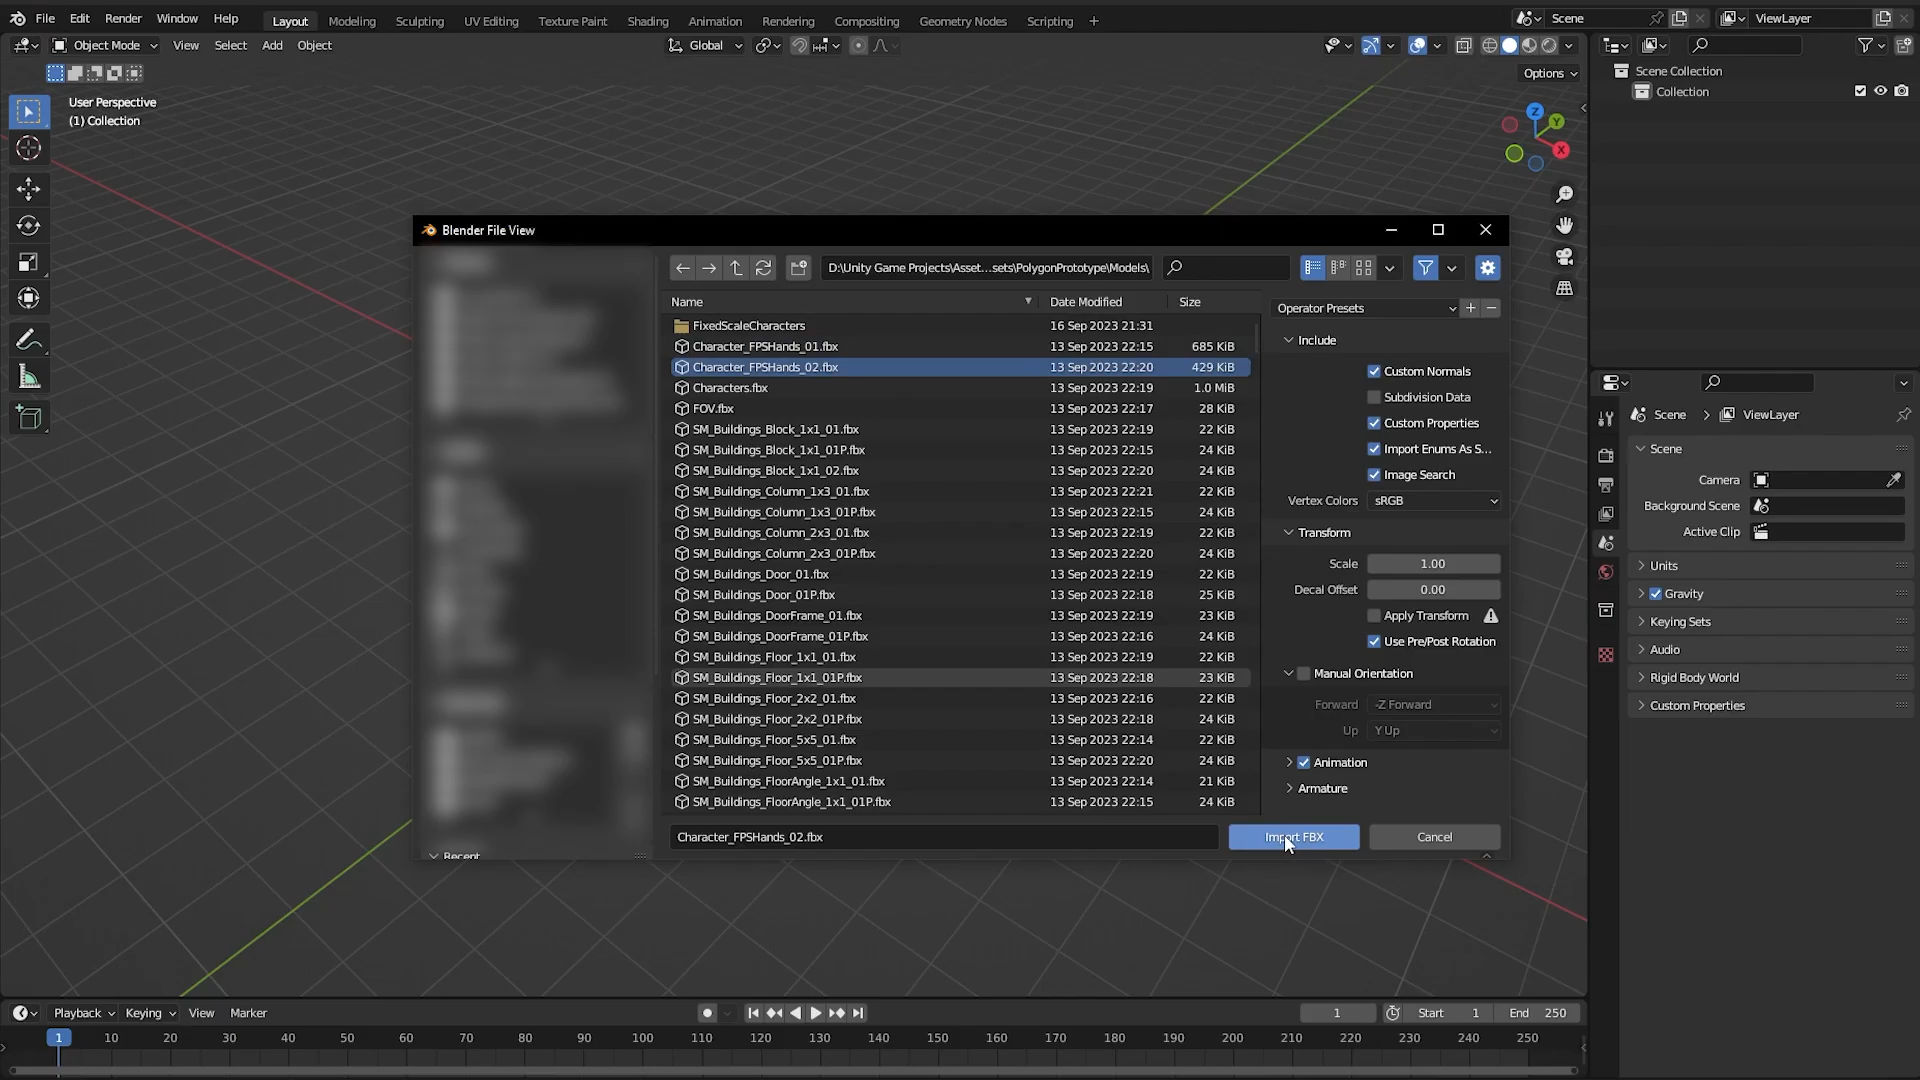 File Edit Render Window Help Layout Modeling Sculpting UV Editing Texture Paint Shading Animation Rendering Compositing Geometry Nodes Scripting + Scene ViewLayer
Object Mode View Select Add Object Global
Options
User Perspective
(1) Collection
Z
Y
X
Scene Collection
Collection
Blender File View
D:\Unity Game Projects\Asset...sets\PolygonPrototype\Models\
Name Date Modified Size
FixedScaleCharacters 16 Sep 2023 21:31
Character_FPSHands_01.fbx 13 Sep 2023 22:15 685 KiB
Character_FPSHands_02.fbx 13 Sep 2023 22:20 429 KiB
Characters.fbx 13 Sep 2023 22:19 1.0 MiB
FOV.fbx 13 Sep 2023 22:17 28 KiB
SM_Buildings_Block_1x1_01.fbx 13 Sep 2023 22:19 22 KiB
SM_Buildings_Block_1x1_01P.fbx 13 Sep 2023 22:15 24 KiB
SM_Buildings_Block_1x1_02.fbx 13 Sep 2023 22:20 24 KiB
SM_Buildings_Column_1x3_01.fbx 13 Sep 2023 22:21 22 KiB
SM_Buildings_Column_1x3_01P.fbx 13 Sep 2023 22:15 24 KiB
SM_Buildings_Column_2x3_01.fbx 13 Sep 2023 22:19 22 KiB
SM_Buildings_Column_2x3_01P.fbx 13 Sep 2023 22:20 24 KiB
SM_Buildings_Door_01.fbx 13 Sep 2023 22:19 22 KiB
SM_Buildings_Door_01P.fbx 13 Sep 2023 22:18 25 KiB
SM_Buildings_DoorFrame_01.fbx 13 Sep 2023 22:19 23 KiB
SM_Buildings_DoorFrame_01P.fbx 13 Sep 2023 22:16 24 KiB
SM_Buildings_Floor_1x1_01.fbx 13 Sep 2023 22:19 22 KiB
SM_Buildings_Floor_1x1_01P.fbx 13 Sep 2023 22:18 23 KiB
SM_Buildings_Floor_2x2_01.fbx 13 Sep 2023 22:16 22 KiB
SM_Buildings_Floor_2x2_01P.fbx 13 Sep 2023 22:18 24 KiB
SM_Buildings_Floor_5x5_01.fbx 13 Sep 2023 22:14 22 KiB
SM_Buildings_Floor_5x5_01P.fbx 13 Sep 2023 22:20 24 KiB
SM_Buildings_FloorAngle_1x1_01.fbx 13 Sep 2023 22:14 21 KiB
SM_Buildings_FloorAngle_1x1_01P.fbx 13 Sep 2023 22:15 24 KiB
Operator Presets + −
Include
Custom Normals
Subdivision Data
Custom Properties
Import Enums As S...
Image Search
Vertex Colors sRGB
Transform
Scale 1.00
Decal Offset 0.00
Apply Transform
Use Pre/Post Rotation
Manual Orientation
Forward -Z Forward
Up Y Up
Animation
Armature
Character_FPSHands_02.fbx Import FBX Cancel
Recent
Scene ViewLayer
Scene
Camera
Background Scene
Active Clip
Units
Gravity
Keying Sets
Audio
Rigid Body World
Custom Properties
Playback Keying View Marker 1 Start 1 End 250
1 10 20 30 40 50 60 70 80 90 100 110 120 130 140 150 160 170 180 190 200 210 220 230 240 250